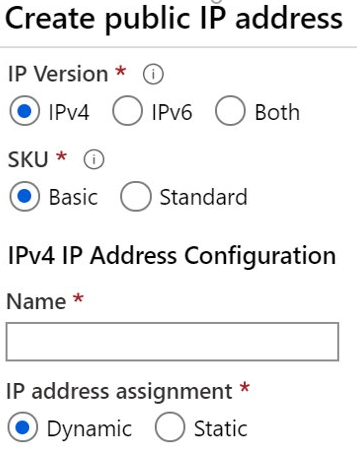 Create public IP address
IP Version *
IPv4 IPv6 Both
SKU *
Basic Standard
IPv4 IP Address Configuration
Name *
IP address assignment *
Dynamic Static